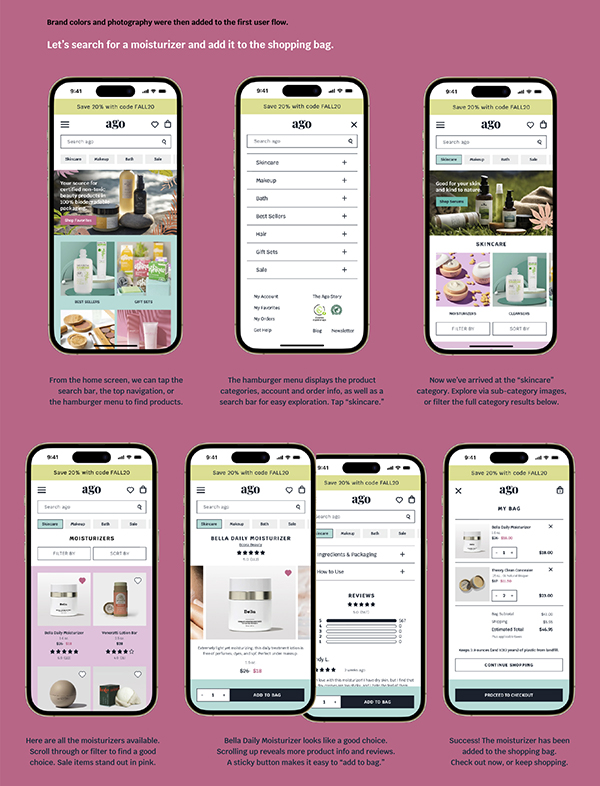 Brand colors and photography were then added to the first user flow.
Let's search for a moisturizer and add it to the shopping bag.
9:41
Save 20% with code FALL20
ago
Search ago
Skincare Makeup Bath Sale
Your source for
certified non-toxic
beauty products in
100% biodegradable
packaging.
Shop Favorites
BEST SELLERS GIFT SETS
9:41
Save 20% with code FALL20
ago
Search ago
Skincare +
Makeup +
Bath +
Best Sellers +
Hair +
Gift Sets +
Sale +
My Account The Ago Story
My Favorites
My Orders
Get Help Blog Newsletter
9:41
Save 20% with code FALL20
ago
Search ago
Skincare Makeup Bath Sale
Good for your skin,
and kind to nature.
Shop Serums
SKINCARE
MOISTURIZERS CLEANSERS
FILTER BY SORT BY
From the home screen, we can tap the
search bar, the top navigation, or
the hamburger menu to find products.
The hamburger menu displays the product
categories, account and order info, as well as a
search bar for easy exploration. Tap "skincare."
Now we've arrived at the "skincare"
category. Explore via sub-category images,
or filter the full category results below.
9:41
Save 20% with code FALL20
ago
Search ago
Skincare Makeup Bath Sale
MOISTURIZERS
FILTER BY SORT BY
Bella
Bella Daily Moisturizer
$26 $18
Lotion Bar
9:41
Save 20% with code FALL20
ago
Search ago
Skincare Makeup Bath Sale
BELLA DAILY MOISTURIZER
Bella
$26 $18
- 1 + ADD TO BAG
9:41
Save 20% with code FALL20
ago
Search ago
Skincare Makeup Bath Sale
Ingredients & Packaging +
How to Use +
REVIEWS
5
4
3
2
1
ADD TO BAG
9:41
Save 20% with code FALL20
ago
MY BAG
Bella Daily Moisturizer
- 1 + $18.00
- 2 +
Estimated Total
CONTINUE SHOPPING
PROCEED TO CHECKOUT
Here are all the moisturizers available.
Scroll through or filter to find a good
choice. Sale items stand out in pink.
Bella Daily Moisturizer looks like a good choice.
Scrolling up reveals more product info and reviews.
A sticky button makes it easy to "add to bag."
Success! The moisturizer has been
added to the shopping bag.
Check out now, or keep shopping.